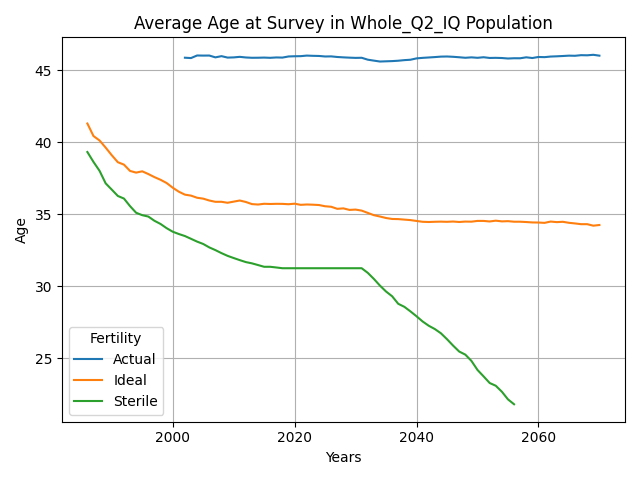 Average Age at Survey in Whole_Q2_IQ Population
Age
45
40
35
30
25
Fertility
Actual
Ideal
Sterile
2000
2020
2040
2060
Years